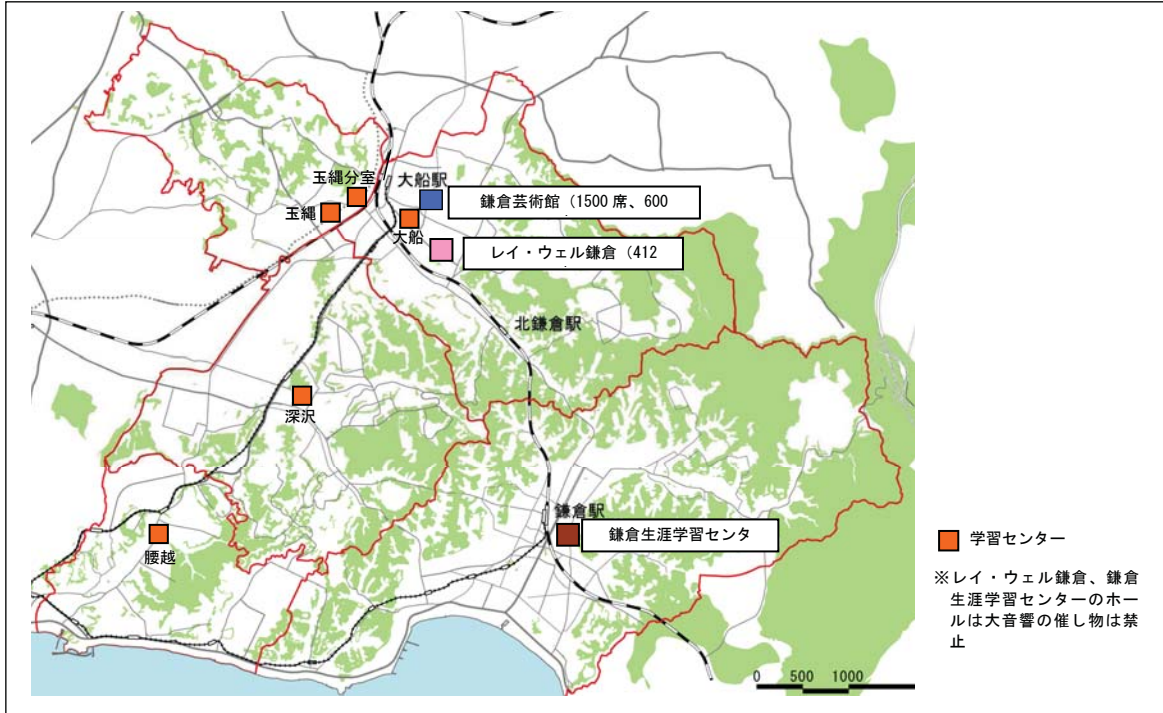 玉縄分室
大船駅
玉縄
鎌倉芸術館（1500 席、600
大船
レイ・ウェル鎌倉（412
北鎌倉駅
深沢
鎌倉駅
鎌倉生涯学習センタ
腰越
学習センター
※レイ・ウェル鎌倉、鎌倉
生涯学習センターのホー
ルは大音響の催し物は禁
止
0 500 1000